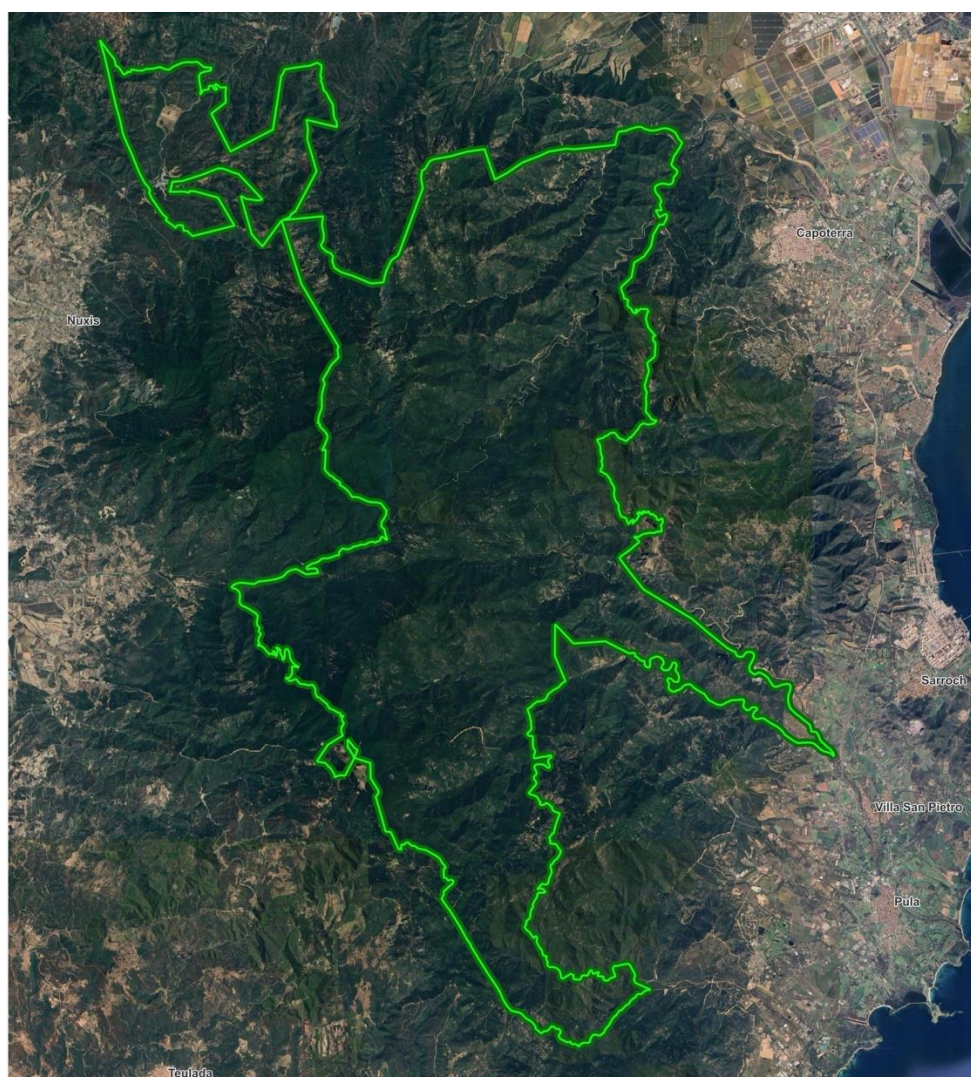 Capoterra
Nuxis
Sarroch
Villa San Pietro
Pula
Teulada